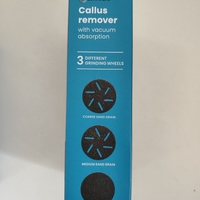 Callus
remover
with vacuum
absorption
3 DIFFERENT
GRINDING WHEELS
COARSE SAND GRAIN
MEDIUM SAND GRAIN